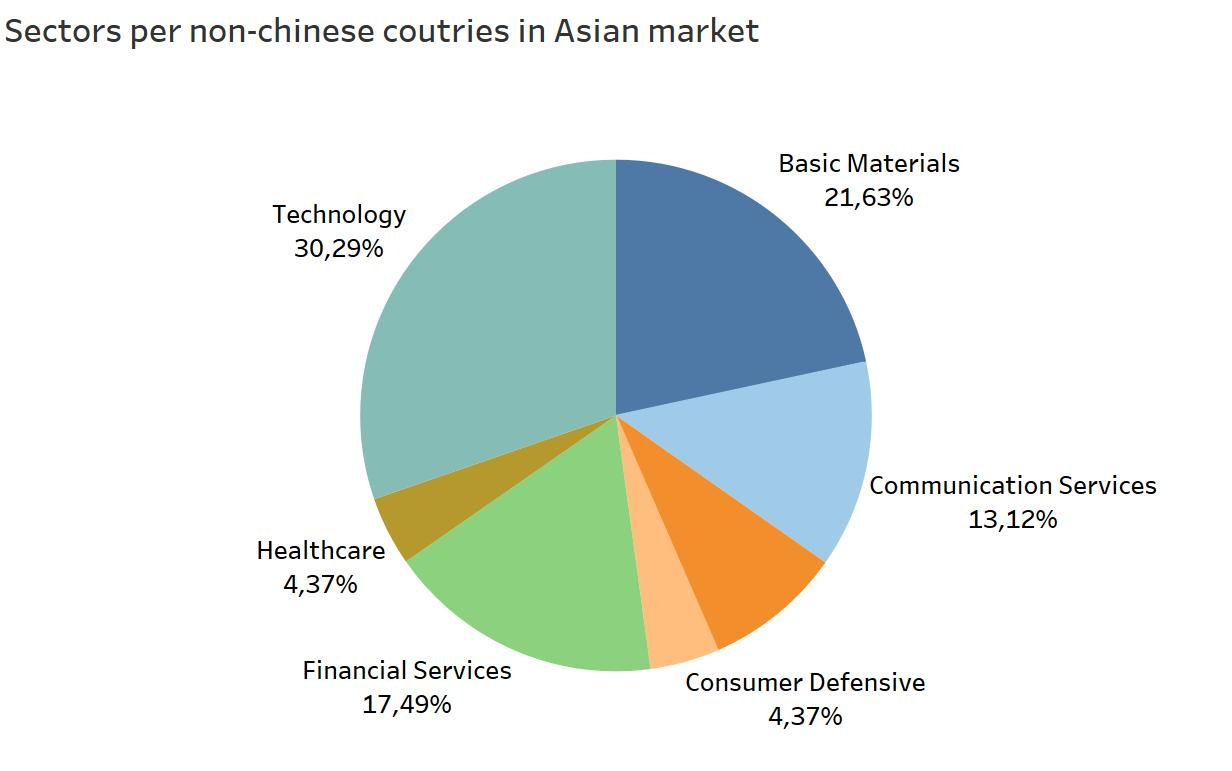 Sectors per non-chinese coutries in Asian market
Basic Materials
21,63%
Technology
30,29%
Communication Services
13,12%
Healthcare
4,37%
Financial Services
17,49%
Consumer Defensive
4,37%